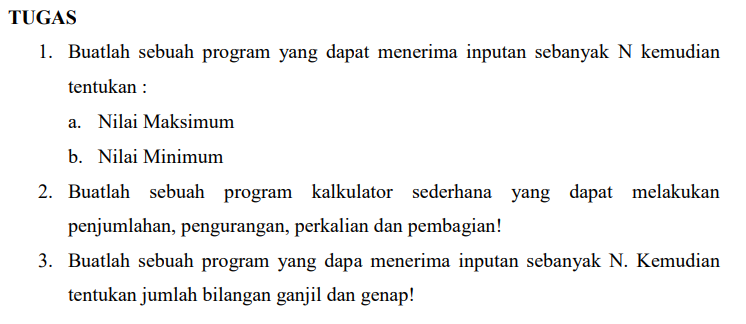 TUGAS
1. Buatlah sebuah program yang dapat menerima inputan sebanyak N kemudian
tentukan :
a. Nilai Maksimum
b. Nilai Minimum
2. Buatlah sebuah program kalkulator sederhana yang dapat melakukan
penjumlahan, pengurangan, perkalian dan pembagian!
3. Buatlah sebuah program yang dapa menerima inputan sebanyak N. Kemudian
tentukan jumlah bilangan ganjil dan genap!